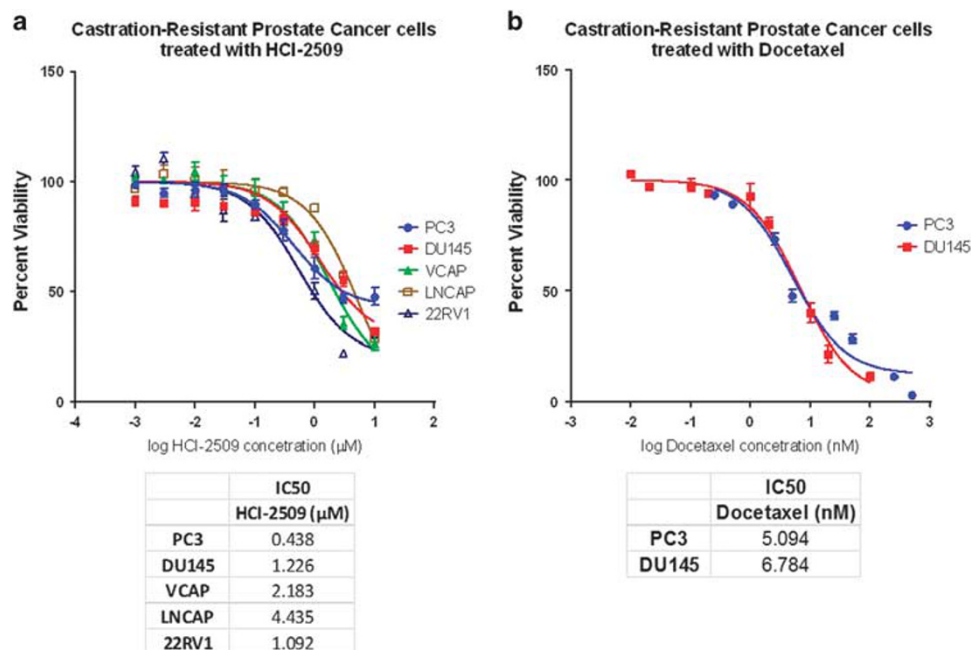 a
Castration-Resistant Prostate Cancer cells
treated with HCI-2509
150
100
50
0
Percent Viability
-4
-3
-2
-1
0
1
2
log HCI-2509 concetration (µM)
PC3
DU145
VCAP
LNCAP
22RV1
IC50
HCI-2509 (µM)
PC3 0.438
DU145 1.226
VCAP 2.183
LNCAP 4.435
22RV1 1.092
b
Castration-Resistant Prostate Cancer cells
treated with Docetaxel
150
100
50
0
Percent Viability
-3
-2
-1
0
1
2
3
log Docetaxel concetration (nM)
PC3
DU145
IC50
Docetaxel (nM)
PC3 5.094
DU145 6.784